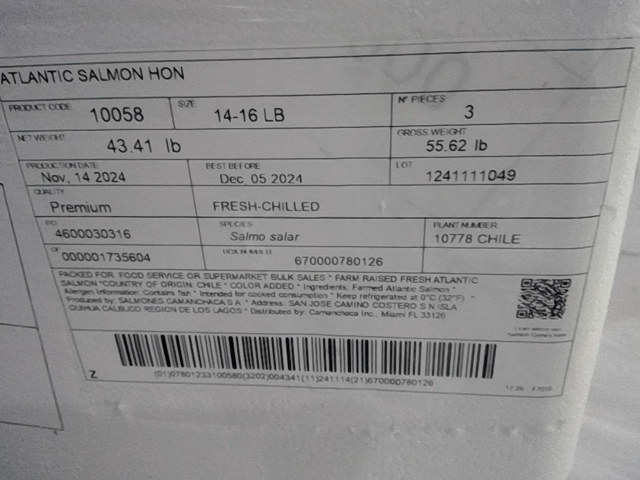 ATLANTIC SALMON HON
PRODUCT CODE 10058 SIZE 14-16 LB Nº PIECES 3
NET WEIGHT 43.41 lb GROSS WEIGHT 55.62 lb
PRODUCTION DATE Nov, 14 2024 BEST BEFORE Dec, 05 2024 LOT 1241111049
QUALITY Premium FRESH-CHILLED
PO 4600030316 SPECIES Salmo salar PLANT NUMBER 10778 CHILE
OF 000001735604 BOX NUMBER 670000780126
PACKED FOR: FOOD SERVICE OR SUPERMARKET BULK SALES * FARM RAISED FRESH ATLANTIC
SALMON *COUNTRY OF ORIGIN: CHILE * COLOR ADDED * Ingredients: Farmed Atlantic Salmon *
Allergen Information: Contains fish * Intended for cooked consumption * Keep refrigerated at 0°C (32°F) *
Produced by: SALMONES CAMANCHACA S A * Address: SAN JOSE CAMINO COSTERO S N ISLA
QUIHUA CALBUCO REGION DE LOS LAGOS * Distributed by: Camanchaca Inc., Miami FL 33126
Z
(01)07801233100580(3202)004341(11)241114(21)670000780126